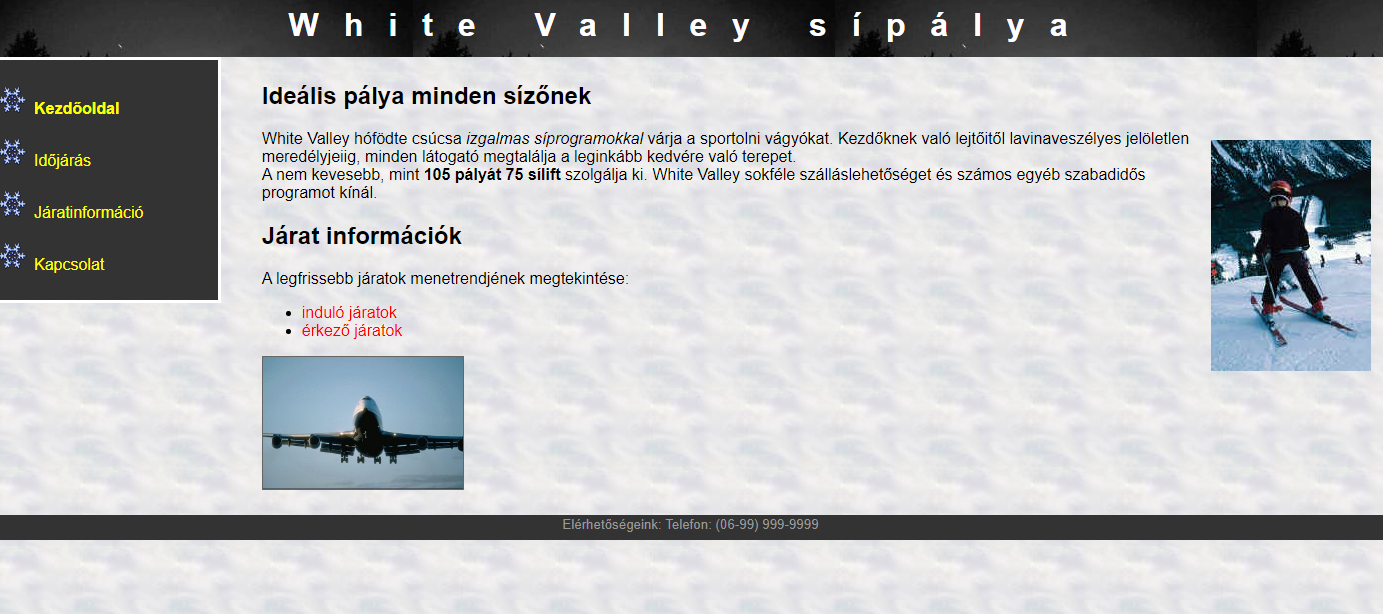 White Valley sípálya
Kezdőoldal
Időjárás
Járatinformáció
Kapcsolat
Ideális pálya minden sízőnek
White Valley hófödte csúcsa izgalmas síprogramokkal várja a sportolni vágyókat. Kezdőknek való lejtőitől lavinaveszélyes jelöletlen
meredélyjeiig, minden látogató megtalálja a leginkább kedvére való terepet.
A nem kevesebb, mint 105 pályát 75 sílift szolgálja ki. White Valley sokféle szálláslehetőséget és számos egyéb szabadidős
programot kínál.
Járat információk
A legfrissebb járatok menetrendjének megtekintése:
induló járatok
érkező járatok
Elérhetőségeink: Telefon: (06-99) 999-9999